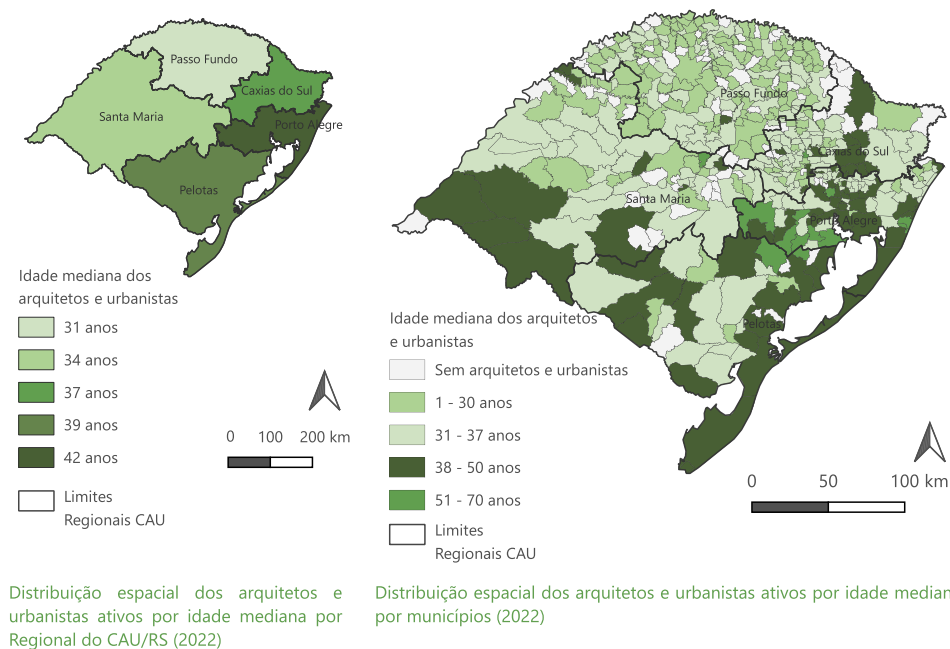 Passo Fundo
Caxias do Sul
Santa Maria
Porto Alegre
Pelotas
Idade mediana dos
arquitetos e urbanistas
31 anos
34 anos
37 anos
39 anos
42 anos
Limites
Regionais CAU
0 100 200 km
Passo Fundo
Caxias do Sul
Santa Maria
Porto Alegre
Pelotas
Idade mediana dos arquitetos
e urbanistas
Sem arquitetos e urbanistas
1 - 30 anos
31 - 37 anos
38 - 50 anos
51 - 70 anos
Limites
Regionais CAU
0 50 100 km
Distribuição espacial dos arquitetos e
urbanistas ativos por idade mediana por
Regional do CAU/RS (2022)
Distribuição espacial dos arquitetos e urbanistas ativos por idade median
por municípios (2022)